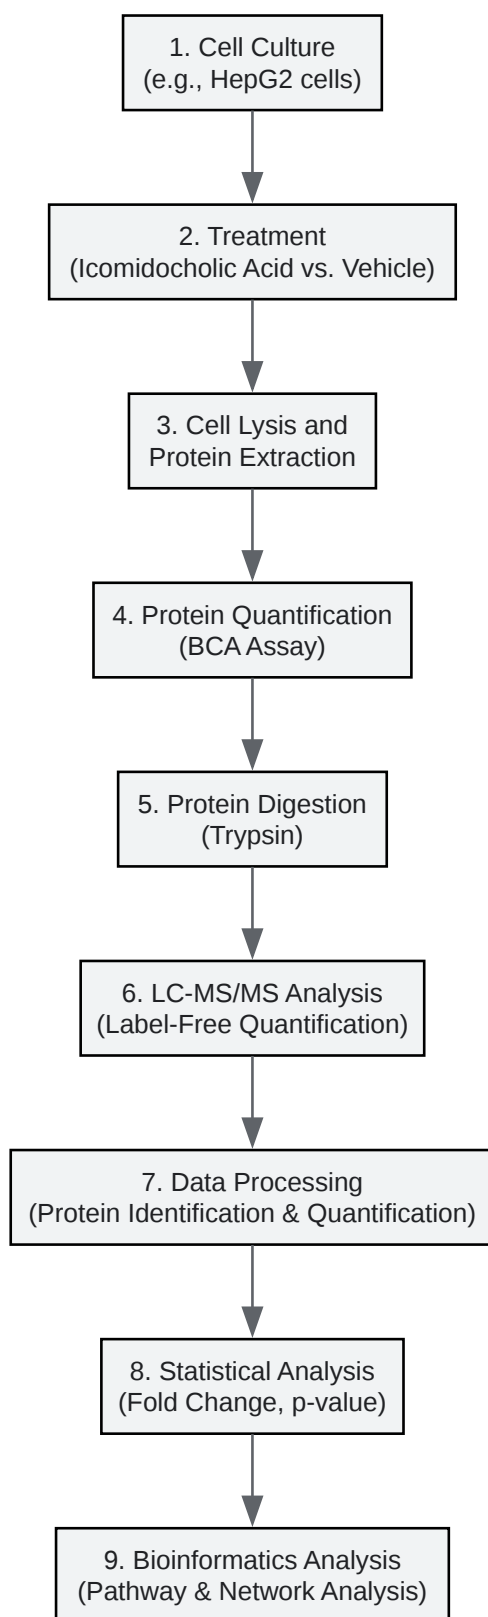 1. Cell Culture
(e.g., HepG2 cells)
2. Treatment
(Icomidocholic Acid vs. Vehicle)
3. Cell Lysis and
Protein Extraction
4. Protein Quantification
(BCA Assay)
5. Protein Digestion
(Trypsin)
6. LC-MS/MS Analysis
(Label-Free Quantification)
7. Data Processing
(Protein Identification & Quantification)
8. Statistical Analysis
(Fold Change, p-value)
9. Bioinformatics Analysis
(Pathway & Network Analysis)